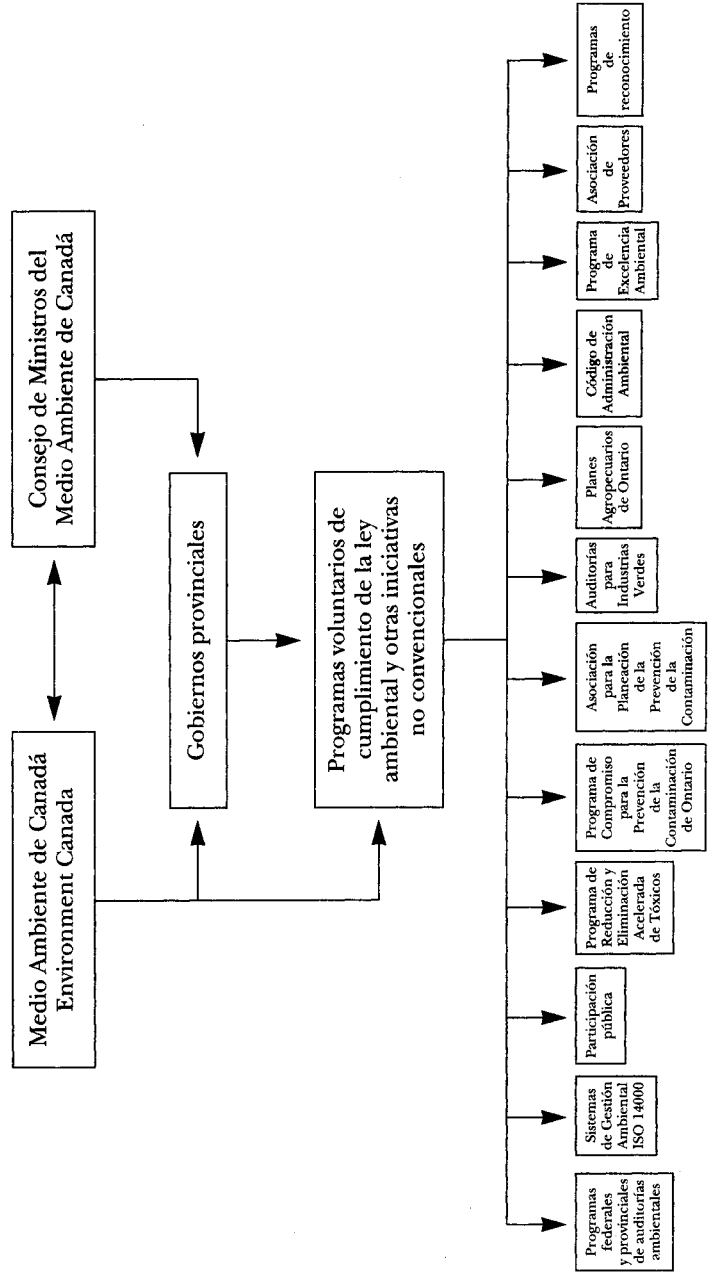 Medio Ambiente de Canadá
Environment Canada
Consejo de Ministros del
Medio Ambiente de Canadá
Gobiernos provinciales
Programas voluntarios de
cumplimiento de la ley
ambiental y otras iniciativas
no convencionales
Programas
federales
y provinciales
de auditorías
ambientales
Sistemas
de Gestión
Ambiental
ISO 14000
Participación
pública
Programa de
Reducción y
Eliminación
Acelerada
de Tóxicos
Programa de
Compromiso
para la
Prevención
de la
Contaminación
de Ontario
Asociación
para la
Planeación
de la
Prevención
de la
Contaminación
Auditorías
para
Industrias
Verdes
Planes
Agropecuarios
de Ontario
Código de
Administración
Ambiental
Programa
de
Excelencia
Ambiental
Asociación
de
Proveedores
Programas
de
reconocimiento